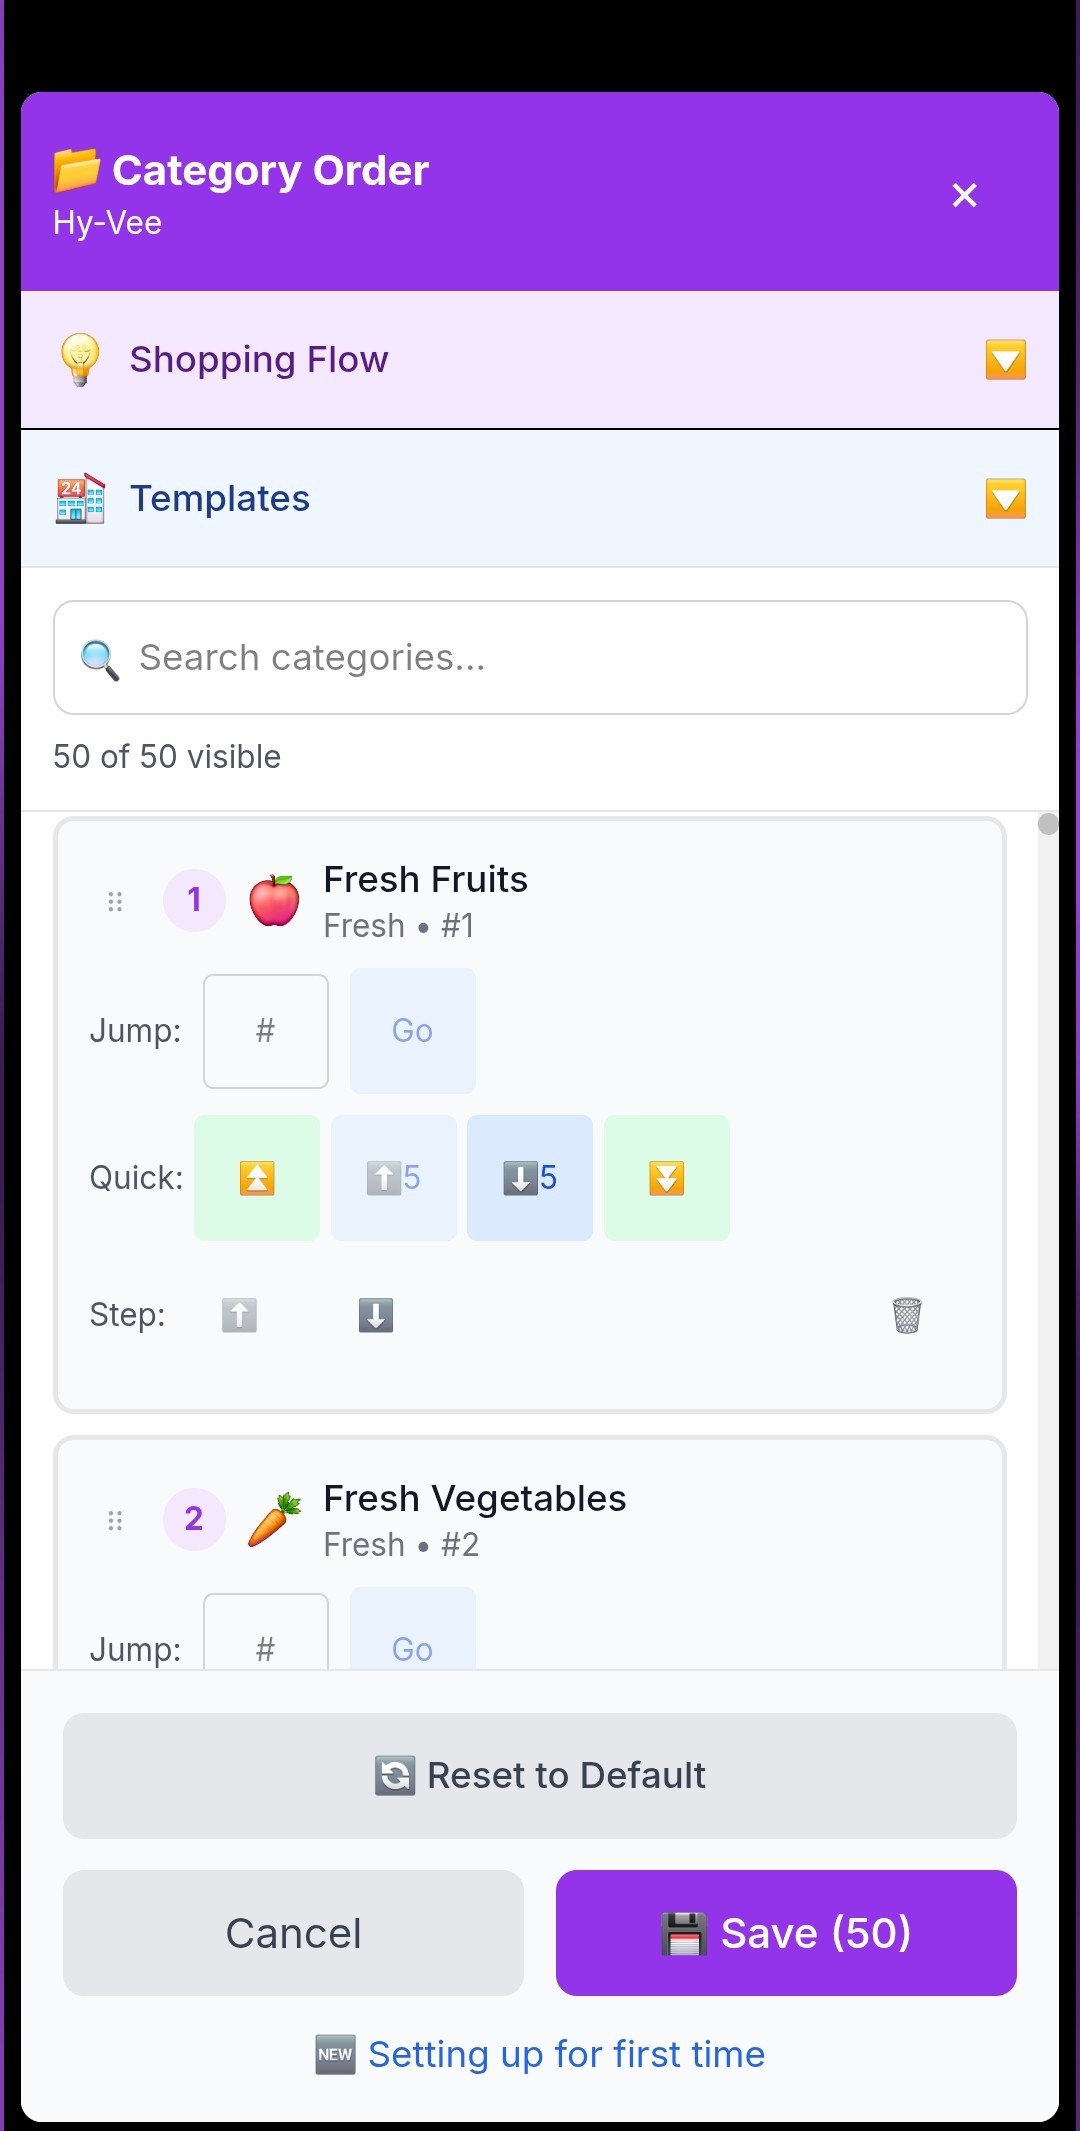 📂 Category Order
Hy-Vee
✕
💡 Shopping Flow 🔽
🏪 Templates 🔽
🔍 Search categories...
50 of 50 visible
⠿ 1 🍎 Fresh Fruits
Fresh • #1
Jump: # Go
Quick: ⏫ ⬆️5 ⬇️5 ⏬
Step: ⬆️ ⬇️ 🗑️
⠿ 2 🥕 Fresh Vegetables
Fresh • #2
Jump: # Go
🔄 Reset to Default
Cancel 💾 Save (50)
🆕 Setting up for first time